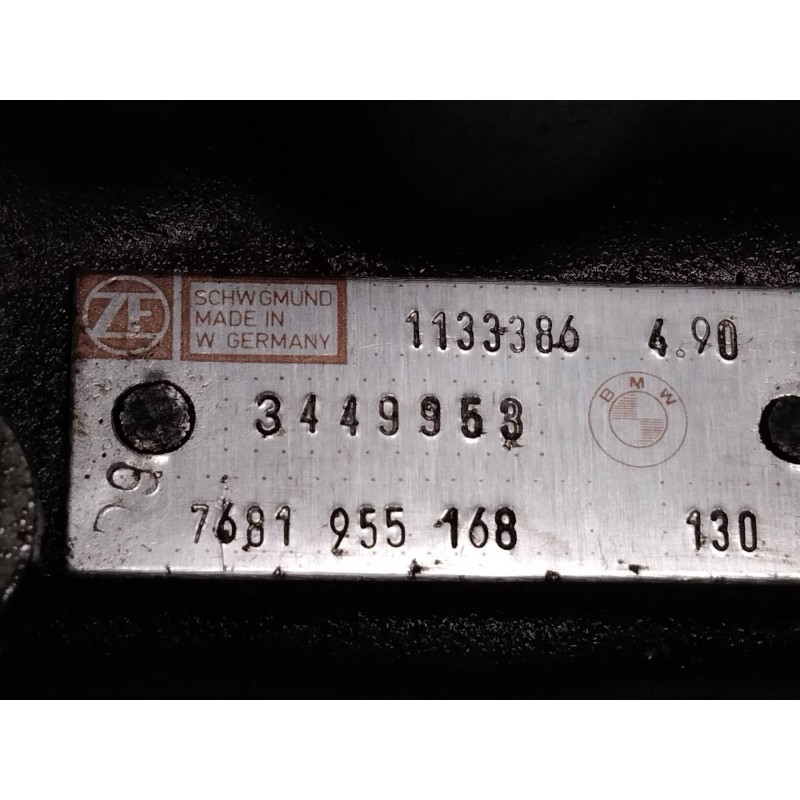 ZF SCHW GMUND
MADE IN
W GERMANY
1133386 4.90
3449953
BMW
7681 955 168 130